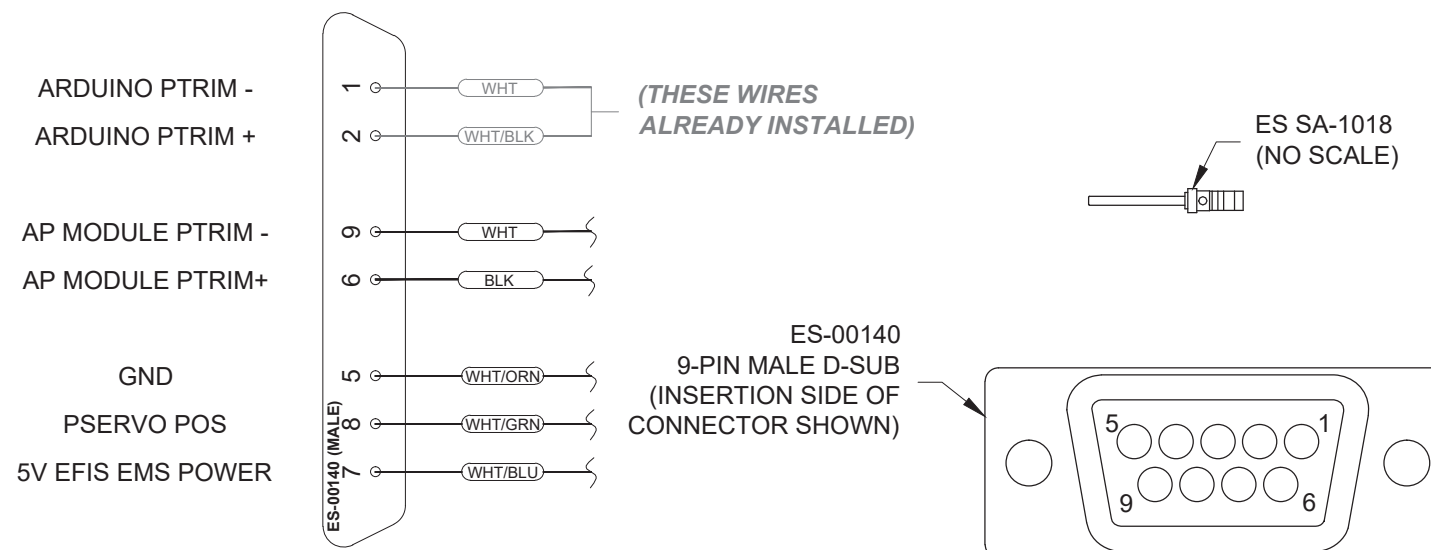 ARDUINO PTRIM -
1
WHT
(THESE WIRES
ALREADY INSTALLED)
ARDUINO PTRIM +
2
WHT/BLK
ES SA-1018
(NO SCALE)
AP MODULE PTRIM -
9
WHT
AP MODULE PTRIM+
6
BLK
GND
5
WHT/ORN
PSERVO POS
8
WHT/GRN
5V EFIS EMS POWER
7
WHT/BLU
ES-00140 (MALE)
ES-00140
9-PIN MALE D-SUB
(INSERTION SIDE OF
CONNECTOR SHOWN)
5
1
9
6